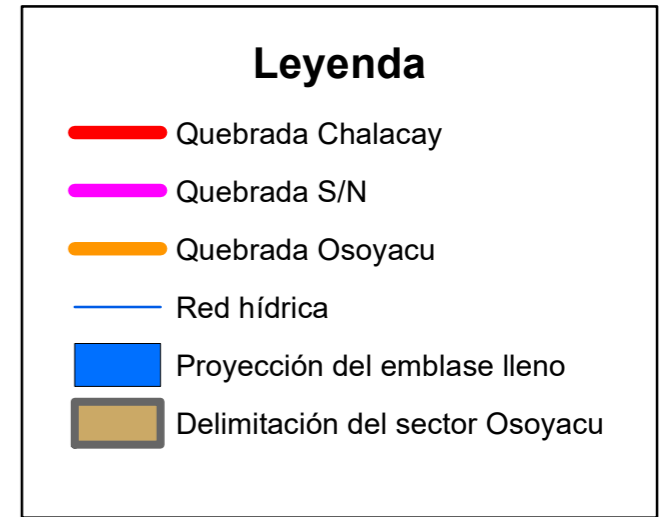 Leyenda
Quebrada Chalacay
Quebrada S/N
Quebrada Osoyacu
Red hídrica
Proyección del emblase lleno
Delimitación del sector Osoyacu